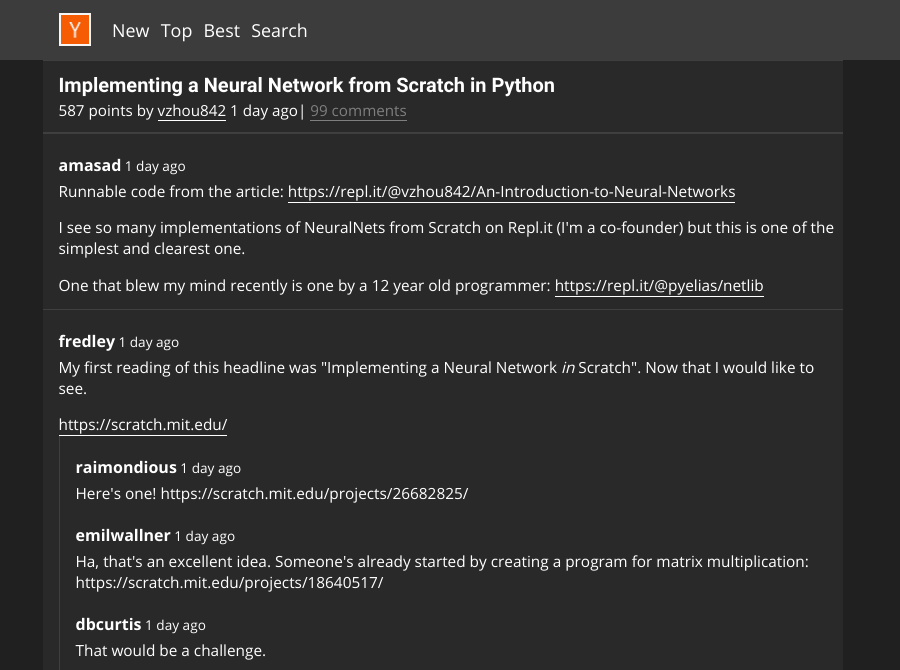 Y New Top Best Search
Implementing a Neural Network from Scratch in Python
587 points by vzhou842 1 day ago| 99 comments
amasad 1 day ago
Runnable code from the article: https://repl.it/@vzhou842/An-Introduction-to-Neural-Networks
I see so many implementations of NeuralNets from Scratch on Repl.it (I'm a co-founder) but this is one of the
simplest and clearest one.
One that blew my mind recently is one by a 12 year old programmer: https://repl.it/@pyelias/netlib
fredley 1 day ago
My first reading of this headline was "Implementing a Neural Network in Scratch". Now that I would like to
see.
https://scratch.mit.edu/
raimondious 1 day ago
Here's one! https://scratch.mit.edu/projects/26682825/
emilwallner 1 day ago
Ha, that's an excellent idea. Someone's already started by creating a program for matrix multiplication:
https://scratch.mit.edu/projects/18640517/
dbcurtis 1 day ago
That would be a challenge.